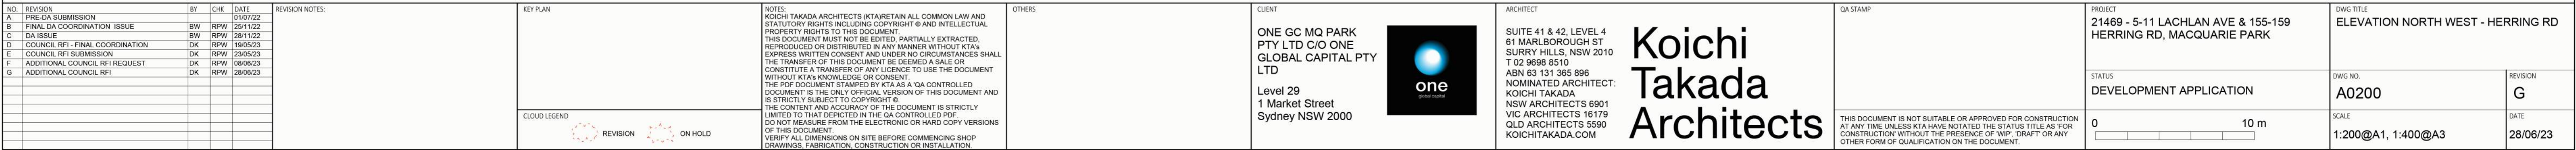 NO. REVISION BY CHK DATE
A PRE-DA SUBMISSION 01/07/22
B FINAL DA COORDINATION ISSUE BW RPW 25/11/22
C DA ISSUE BW RPW 28/11/22
D COUNCIL RFI - FINAL COORDINATION DK RPW 19/05/23
E COUNCIL RFI SUBMISSION DK RPW 23/05/23
F ADDITIONAL COUNCIL RFI REQUEST DK RPW 08/06/23
G ADDITIONAL COUNCIL RFI DK RPW 28/06/23
REVISION NOTES:
KEY PLAN
CLOUD LEGEND
REVISION ON HOLD
NOTES:
KOICHI TAKADA ARCHITECTS (KTA)RETAIN ALL COMMON LAW AND
STATUTORY RIGHTS INCLUDING COPYRIGHT © AND INTELLECTUAL
PROPERTY RIGHTS TO THIS DOCUMENT.
THIS DOCUMENT MUST NOT BE EDITED, PARTIALLY EXTRACTED,
REPRODUCED OR DISTRIBUTED IN ANY MANNER WITHOUT KTA's
EXPRESS WRITTEN CONSENT AND UNDER NO CIRCUMSTANCES SHALL
THE TRANSFER OF THIS DOCUMENT BE DEEMED A SALE OR
CONSTITUTE A TRANSFER OF ANY LICENCE TO USE THE DOCUMENT
WITHOUT KTA's KNOWLEDGE OR CONSENT.
THE PDF DOCUMENT STAMPED BY KTA AS A 'QA CONTROLLED
DOCUMENT' IS THE ONLY OFFICIAL VERSION OF THIS DOCUMENT AND
IS STRICTLY SUBJECT TO COPYRIGHT ©.
THE CONTENT AND ACCURACY OF THE DOCUMENT IS STRICTLY
LIMITED TO THAT DEPICTED IN THE QA CONTROLLED PDF.
DO NOT MEASURE FROM THE ELECTRONIC OR HARD COPY VERSIONS
OF THIS DOCUMENT.
VERIFY ALL DIMENSIONS ON SITE BEFORE COMMENCING SHOP
DRAWINGS, FABRICATION, CONSTRUCTION OR INSTALLATION.
OTHERS
CLIENT
ONE GC MQ PARK
PTY LTD C/O ONE
GLOBAL CAPITAL PTY
LTD
Level 29
1 Market Street
Sydney NSW 2000
one
global capital
ARCHITECT
SUITE 41 & 42, LEVEL 4
61 MARLBOROUGH ST
SURRY HILLS, NSW 2010
T 02 9698 8510
ABN 63 131 365 896
NOMINATED ARCHITECT:
KOICHI TAKADA
NSW ARCHITECTS 6901
VIC ARCHITECTS 16179
QLD ARCHITECTS 5590
KOICHITAKADA.COM
Koichi
Takada
Architects
QA STAMP
THIS DOCUMENT IS NOT SUITABLE OR APPROVED FOR CONSTRUCTION
AT ANY TIME UNLESS KTA HAVE NOTATED THE STATUS TITLE AS 'FOR
CONSTRUCTION' WITHOUT THE PRESENCE OF 'WIP', 'DRAFT' OR ANY
OTHER FORM OF QUALIFICATION ON THE DOCUMENT.
PROJECT
21469 - 5-11 LACHLAN AVE & 155-159
HERRING RD, MACQUARIE PARK
STATUS
DEVELOPMENT APPLICATION
0 10 m
DWG TITLE
ELEVATION NORTH WEST - HERRING RD
DWG NO.
A0200
REVISION
G
SCALE
1:200@A1, 1:400@A3
DATE
28/06/23